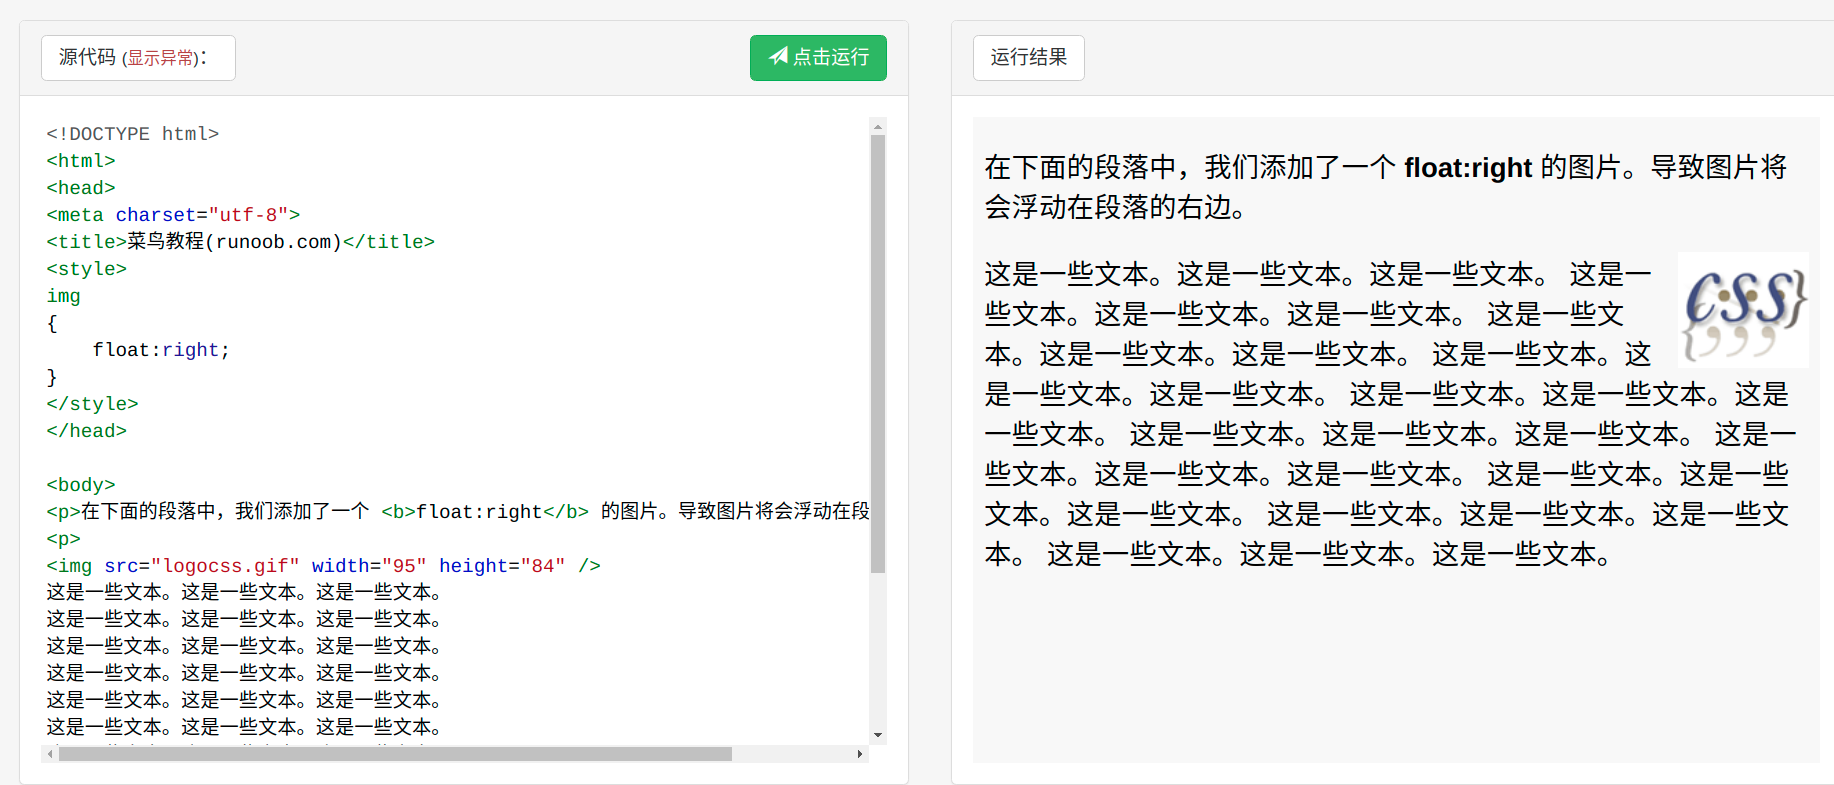 源代码 (显示异常)：
点击运行
<!DOCTYPE html>
<html>
<head>
<meta charset="utf-8">
<title>菜鸟教程(runoob.com)</title>
<style>
img
{
    float:right;
}
</style>
</head>
<body>
<p>在下面的段落中，我们添加了一个 <b>float:right</b> 的图片。导致图片将会浮动在段
<p>
<img src="logocss.gif" width="95" height="84" />
这是一些文本。这是一些文本。这是一些文本。
这是一些文本。这是一些文本。这是一些文本。
这是一些文本。这是一些文本。这是一些文本。
这是一些文本。这是一些文本。这是一些文本。
这是一些文本。这是一些文本。这是一些文本。
这是一些文本。这是一些文本。这是一些文本。
运行结果
在下面的段落中，我们添加了一个 float:right 的图片。导致图片将
会浮动在段落的右边。
这是一些文本。这是一些文本。这是一些文本。 这是一
些文本。这是一些文本。这是一些文本。 这是一些文
本。这是一些文本。这是一些文本。 这是一些文本。这
是一些文本。这是一些文本。 这是一些文本。这是一些文本。这是
一些文本。 这是一些文本。这是一些文本。这是一些文本。 这是一
些文本。这是一些文本。这是一些文本。 这是一些文本。这是一些
文本。这是一些文本。 这是一些文本。这是一些文本。这是一些文
本。 这是一些文本。这是一些文本。这是一些文本。
CSS}
{,,,